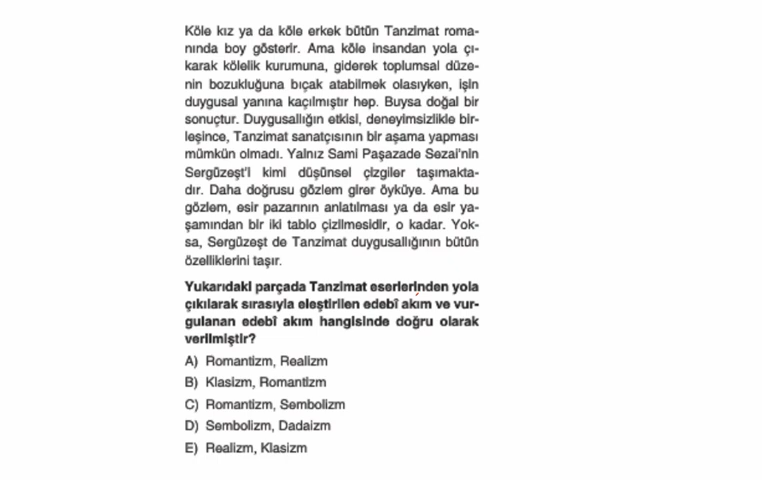 Köle kız ya da köle erkek bütün Tanzimat roma-
nında boy gösterir. Ama köle insandan yola çı-
karak kölelik kurumuna, giderek toplumsal düze-
nin bozukluğuna bıçak atabilmek olasıyken, işin
duygusal yanına kaçılmıştır hep. Buysa doğal bir
sonuçtur. Duygusallığın etkisi, deneyimsizlikle bir-
leşince, Tanzimat sanatçısının bir aşama yapması
mümkün olmadı. Yalnız Sami Paşazade Sezai'nin
Sergüzeşt'i kimi düşünsel çizgiler taşımakta-
dır. Daha doğrusu gözlem girer öyküye. Ama bu
gözlem, esir pazarının anlatılması ya da esir ya-
şamından bir iki tablo çizilmesidir, o kadar. Yok-
sa, Sergüzeşt de Tanzimat duygusallığının bütün
özelliklerini taşır.
Yukarıdaki parçada Tanzimat eserlerinden yola
çıkılarak sırasıyla eleştirilen edebî akım ve vur-
gulanan edebî akım hangisinde doğru olarak
verilmiştir?
A) Romantizm, Realizm
B) Klasizm, Romantizm
C) Romantizm, Sembolizm
D) Sembolizm, Dadaizm
E) Realizm, Klasizm